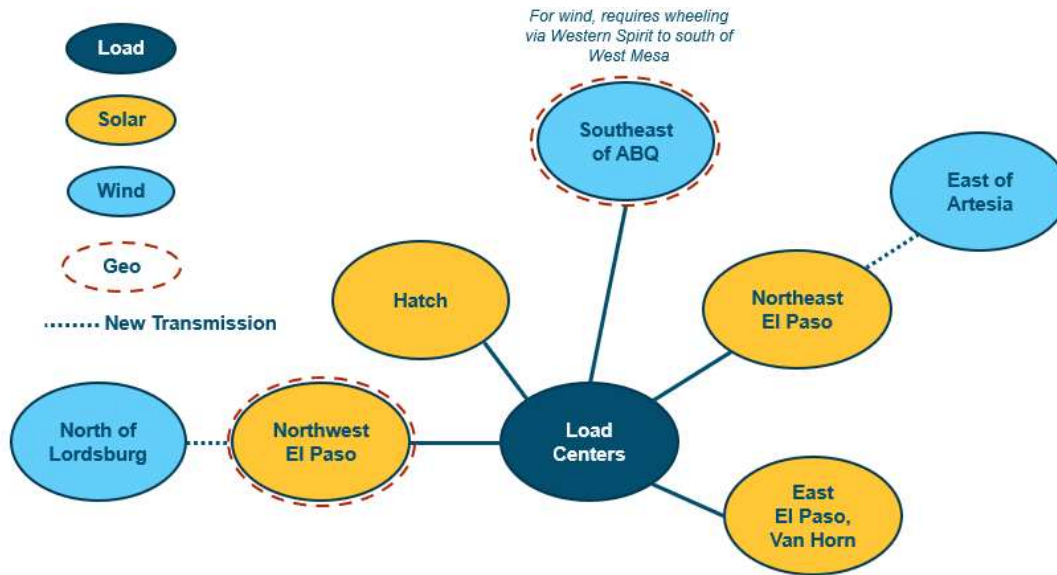 Load
Solar
Wind
Geo
New Transmission
For wind, requires wheeling
via Western Spirit to south of
West Mesa
Southeast
of ABQ
East of
Artesia
Hatch
Northeast
El Paso
North of
Lordsburg
Northwest
El Paso
Load
Centers
East
El Paso,
Van Horn